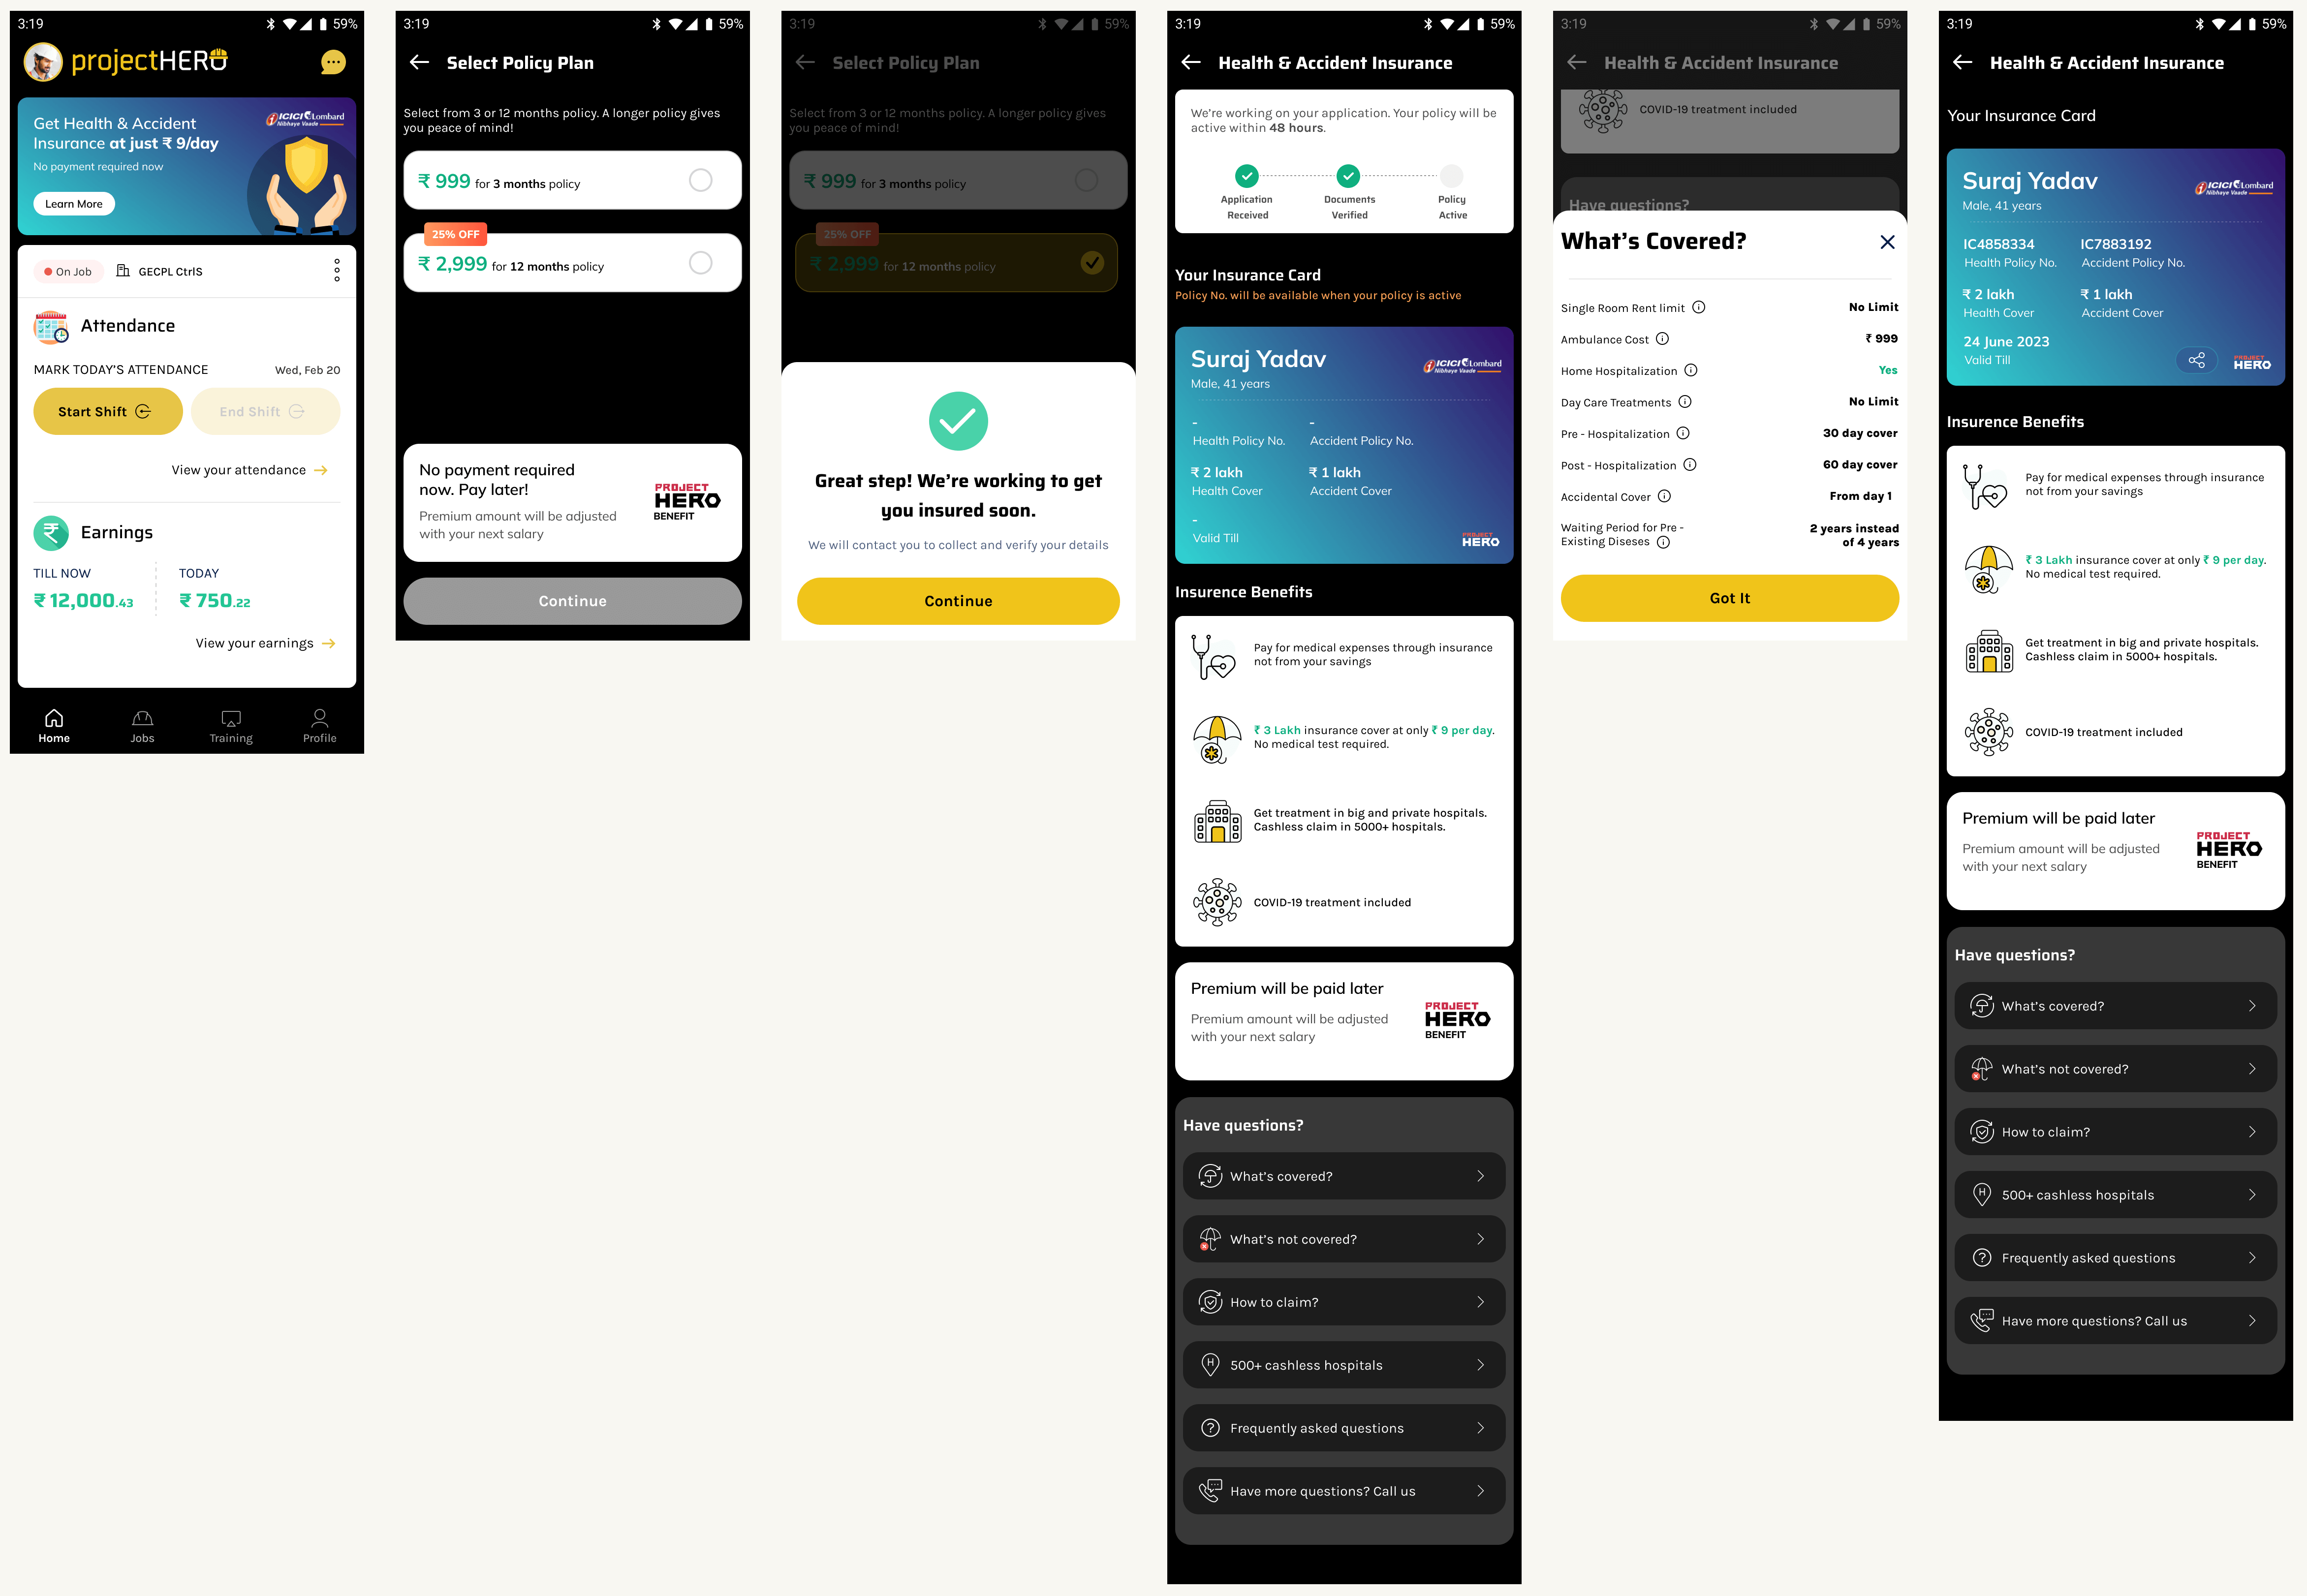 3:19
59%
projectHERO
Get Health & Accident
Insurance at just ₹ 9/day
ICICI Lombard
Nibhaye Vaade
No payment required now
Learn More
On Job
GECPL CtrlS
Attendance
MARK TODAY'S ATTENDANCE
Wed, Feb 20
Start Shift
End Shift
View your attendance
Earnings
TILL NOW
TODAY
₹ 12,000.43
₹ 750.22
View your earnings
Home
Jobs
Training
Profile
3:19
59%
Select Policy Plan
Select from 3 or 12 months policy. A longer policy gives
you peace of mind!
₹ 999 for 3 months policy
25% OFF
₹ 2,999 for 12 months policy
No payment required
now. Pay later!
Premium amount will be adjusted
with your next salary
PROJECT
HERO
BENEFIT
Continue
3:19
59%
Select Policy Plan
Select from 3 or 12 months policy. A longer policy gives
you peace of mind!
₹ 999 for 3 months policy
25% OFF
₹ 2,999 for 12 months policy
Great step! We're working to get
you insured soon.
We will contact you to collect and verify your details
Continue
3:19
59%
Health & Accident Insurance
We're working on your application. Your policy will be
active within 48 hours.
Application
Received
Documents
Verified
Policy
Active
Your Insurance Card
Policy No. will be available when your policy is active
Suraj Yadav
ICICI Lombard
Nibhaye Vaade
Male, 41 years
-
Health Policy No.
-
Accident Policy No.
₹ 2 lakh
Health Cover
₹ 1 lakh
Accident Cover
-
Valid Till
PROJECT
HERO
Insurence Benefits
Pay for medical expenses through insurance
not from your savings
₹ 3 Lakh insurance cover at only ₹ 9 per day.
No medical test required.
Get treatment in big and private hospitals.
Cashless claim in 5000+ hospitals.
COVID-19 treatment included
Premium will be paid later
Premium amount will be adjusted
with your next salary
PROJECT
HERO
BENEFIT
Have questions?
What's covered?
What's not covered?
How to claim?
500+ cashless hospitals
Frequently asked questions
Have more questions? Call us
3:19
59%
Health & Accident Insurance
COVID-19 treatment included
Have questions?
What's Covered?
Single Room Rent limit
No Limit
Ambulance Cost
₹ 999
Home Hospitalization
Yes
Day Care Treatments
No Limit
Pre - Hospitalization
30 day cover
Post - Hospitalization
60 day cover
Accidental Cover
From day 1
Waiting Period for Pre -
Existing Diseses
2 years instead
of 4 years
Got It
3:19
59%
Health & Accident Insurance
Your Insurance Card
Suraj Yadav
ICICI Lombard
Nibhaye Vaade
Male, 41 years
IC4858334
Health Policy No.
IC7883192
Accident Policy No.
₹ 2 lakh
Health Cover
₹ 1 lakh
Accident Cover
24 June 2023
Valid Till
PROJECT
HERO
Insurence Benefits
Pay for medical expenses through insurance
not from your savings
₹ 3 Lakh insurance cover at only ₹ 9 per day.
No medical test required.
Get treatment in big and private hospitals.
Cashless claim in 5000+ hospitals.
COVID-19 treatment included
Premium will be paid later
Premium amount will be adjusted
with your next salary
PROJECT
HERO
BENEFIT
Have questions?
What's covered?
What's not covered?
How to claim?
500+ cashless hospitals
Frequently asked questions
Have more questions? Call us